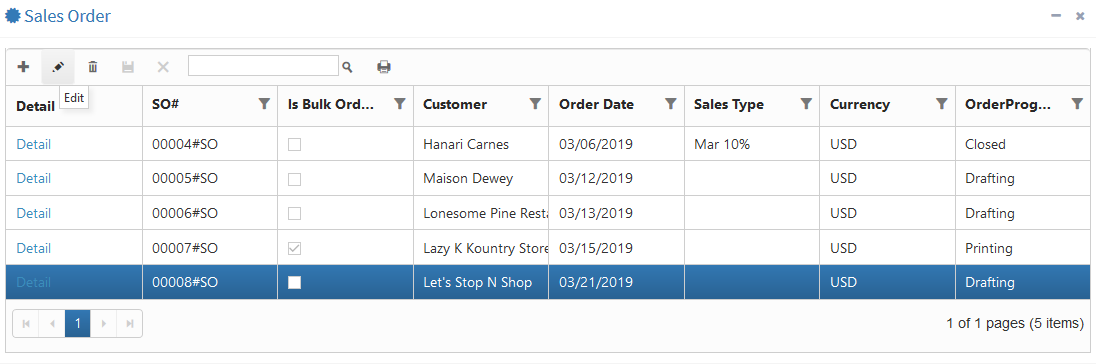 Sales Order
Edit
Detail SO# Is Bulk Ord... Customer Order Date Sales Type Currency OrderProg...
Detail 00004#SO Hanari Carnes 03/06/2019 Mar 10% USD Closed
Detail 00005#SO Maison Dewey 03/12/2019 USD Drafting
Detail 00006#SO Lonesome Pine Resta 03/13/2019 USD Drafting
Detail 00007#SO Lazy K Kountry Store 03/15/2019 USD Printing
Detail 00008#SO Let's Stop N Shop 03/21/2019 USD Drafting
1 1 of 1 pages (5 items)